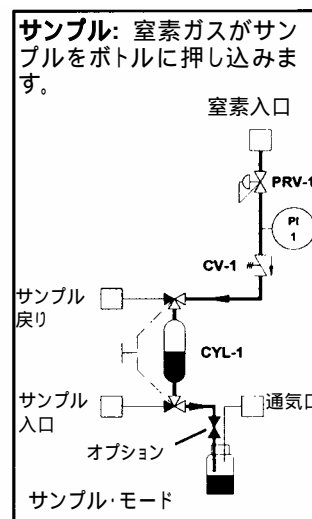 サンプル: 窒素ガスがサン
プルをボトルに押し込みま
す。
窒素入口
PRV-1
PI
1
CV-1
サンプル
戻り
CYL-1
サンプル
入口
通気口
オプション
サンプル・モード